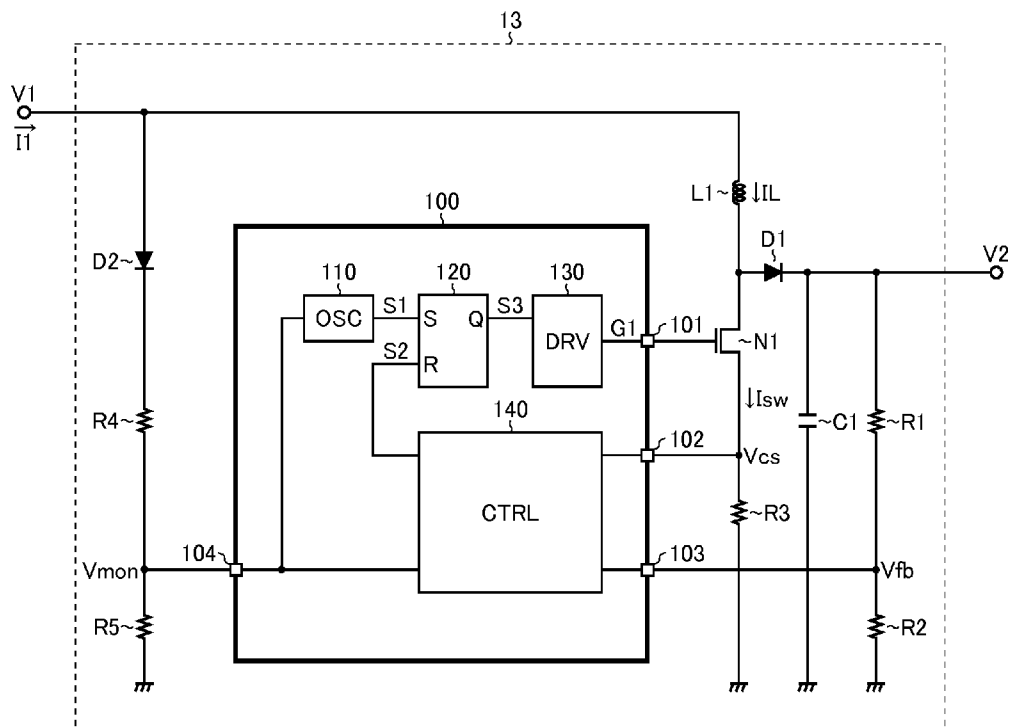 13
V1
I1
L1~
↓IL
100
D1
V2
D2~
110
120
130
OSC
S1
S
Q
S3
DRV
G1
101
~N1
S2
R
↓Isw
R4~
140
102
~C1
~R1
Vcs
CTRL
~R3
104
103
Vmon
Vfb
R5~
~R2